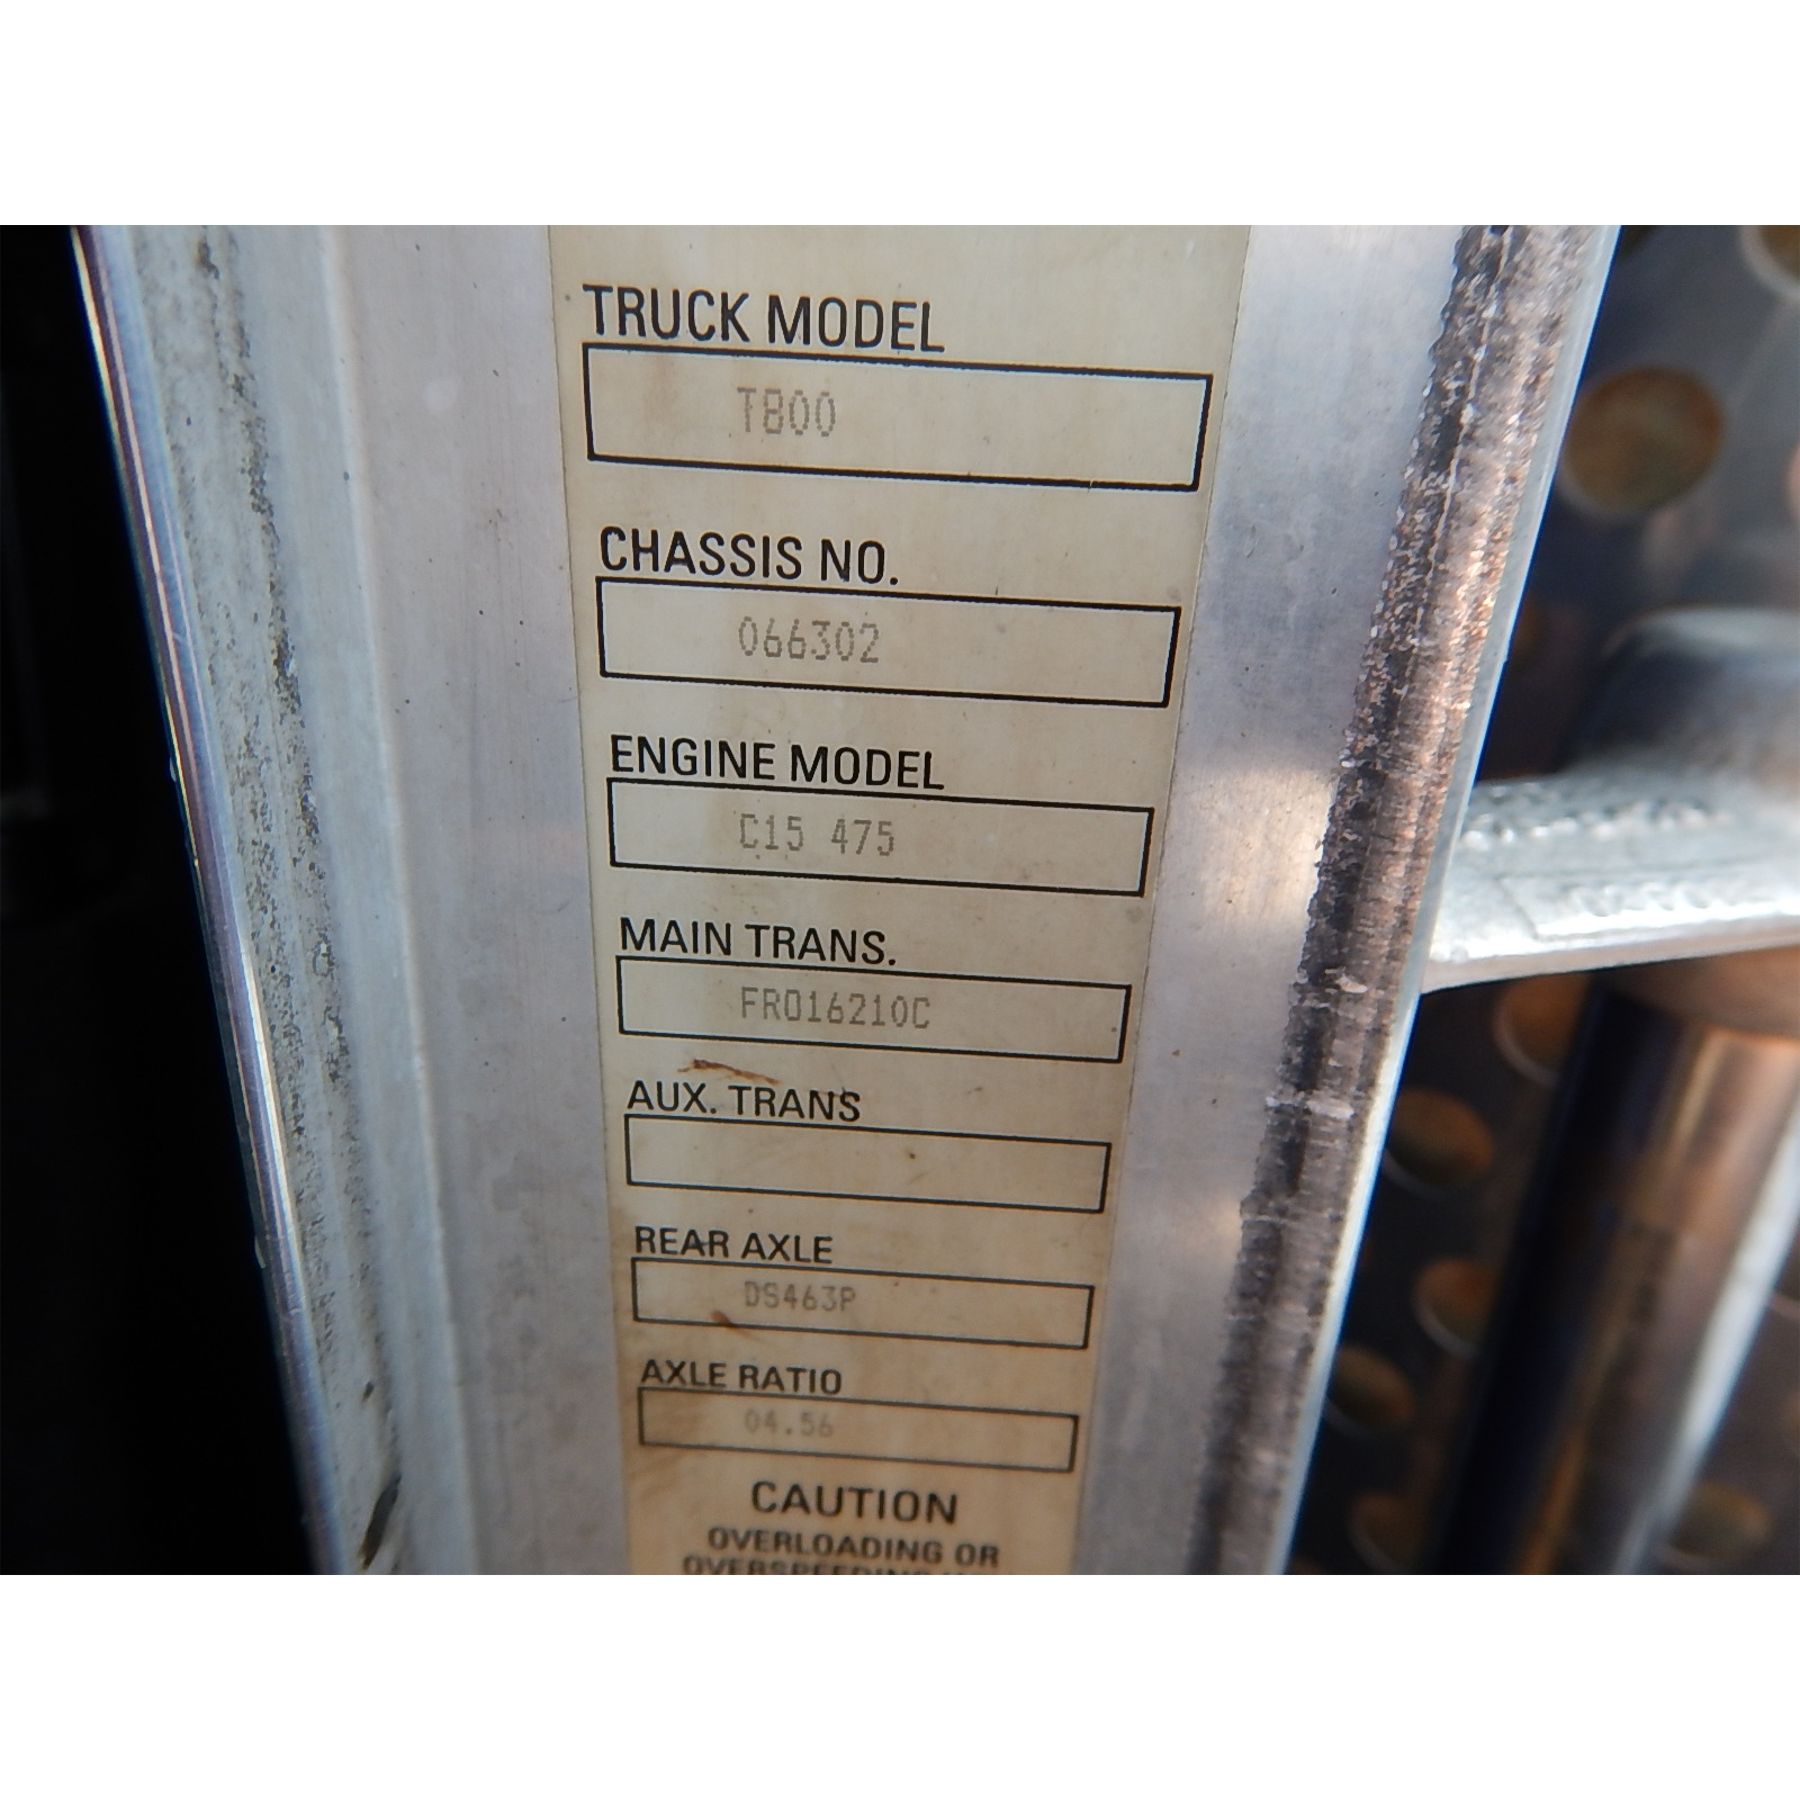 TRUCK MODEL
T800
CHASSIS NO.
066302
ENGINE MODEL
C15 475
MAIN TRANS.
FRO16210C
AUX. TRANS
REAR AXLE
DS463P
AXLE RATIO
04.56
CAUTION
OVERLOADING OR
OVERSPEEDING